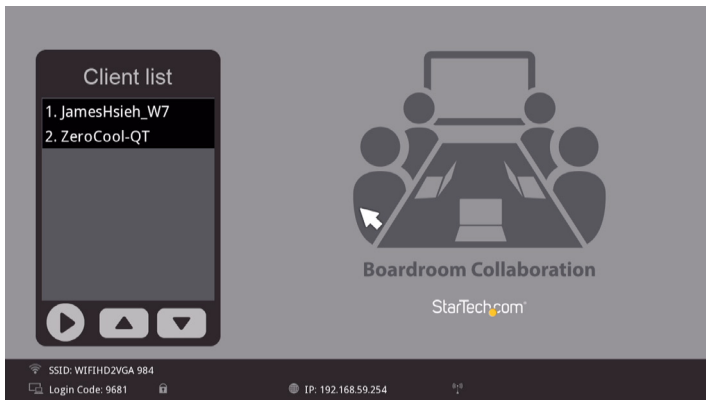 Client list
1. JamesHsieh_W7
2. ZeroCool-QT
Boardroom Collaboration
StarTech.com
SSID: WIFIHD2VGA 984
Login Code: 9681
IP: 192.168.59.254